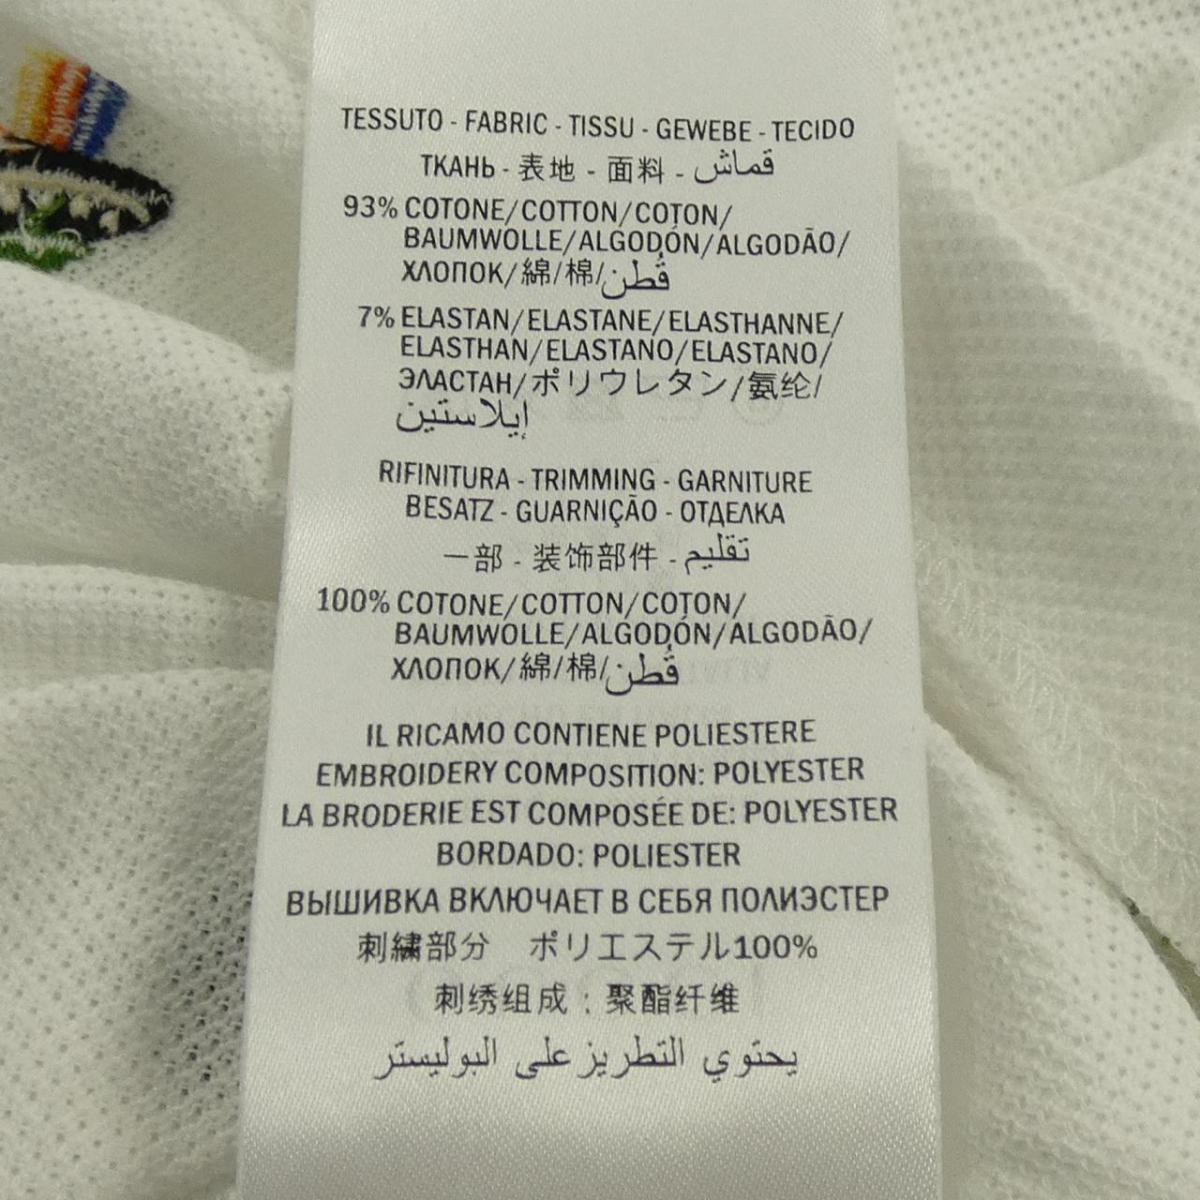 TESSUTO - FABRIC - TISSU - GEWEBE - TECIDO
ТКАНЬ - 表地 - 面料 - قماش
93% COTONE/COTTON/COTON/
BAUMWOLLE/ALGODÓN/ALGODÃO/
ХЛОПОК/綿/棉/قُطن
7% ELASTAN/ELASTANE/ELASTHANNE/
ELASTHAN/ELASTANO/ELASTANO/
ЭЛАСТАН/ポリウレタン/氨纶/
إيلاستين
RIFINITURA - TRIMMING - GARNITURE
BESATZ - GUARNIÇÃO - ОТДЕЛКА
一部 - 装饰部件 - تقليم
100% COTONE/COTTON/COTON/
BAUMWOLLE/ALGODÓN/ALGODÃO/
ХЛОПОК/綿/棉/قُطن
IL RICAMO CONTIENE POLIESTERE
EMBROIDERY COMPOSITION: POLYESTER
LA BRODERIE EST COMPOSÉE DE: POLYESTER
BORDADO: POLIESTER
ВЫШИВКА ВКЛЮЧАЕТ В СЕБЯ ПОЛИЭСТЕР
刺繍部分　ポリエステル100%
刺绣组成：聚酯纤维
يحتوي التطريز على البوليستر